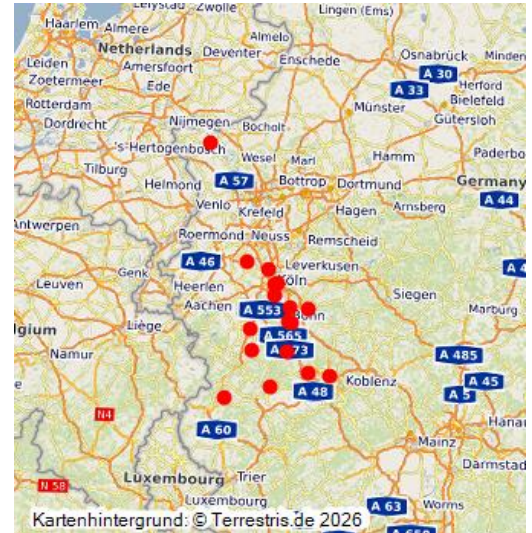 Lelystad Zwolle
Lingen (Ems)
Haarlem Almere
Almelo
Netherlands
Deventer
Enschede
Osnabrück
Leiden
Amersfoort
A 30
Zoetermeer
Ede
A 33
Herford
Rotterdam
Bielefeld
Münster
Dordrecht
Nijmegen
Bocholt
Gütersloh
's-Hertogenbosch
Wesel
Marl
Hamm
Paderbo
Tilburg
Helmond
A 57
Bottrop
Dortmund
Germany
Venlo
Krefeld
Hagen
Arnsberg
A 44
Antwerpen
Roermond
Neuss
Remscheid
A 46
Leverkusen
Genk
Heerlen
Köln
Leuven
Aachen
A 553
Siegen
Marburg
Liège
Bonn
lgium
A 565
Namur
A 485
Koblenz
A 45
N4
A 48
A 5
Hanau
A 60
Mainz
Luxembourg
Trier
Darmstad
N 58
Luxembourg
A 63
Worms
Kartenhintergrund: © Terrestris.de 2026